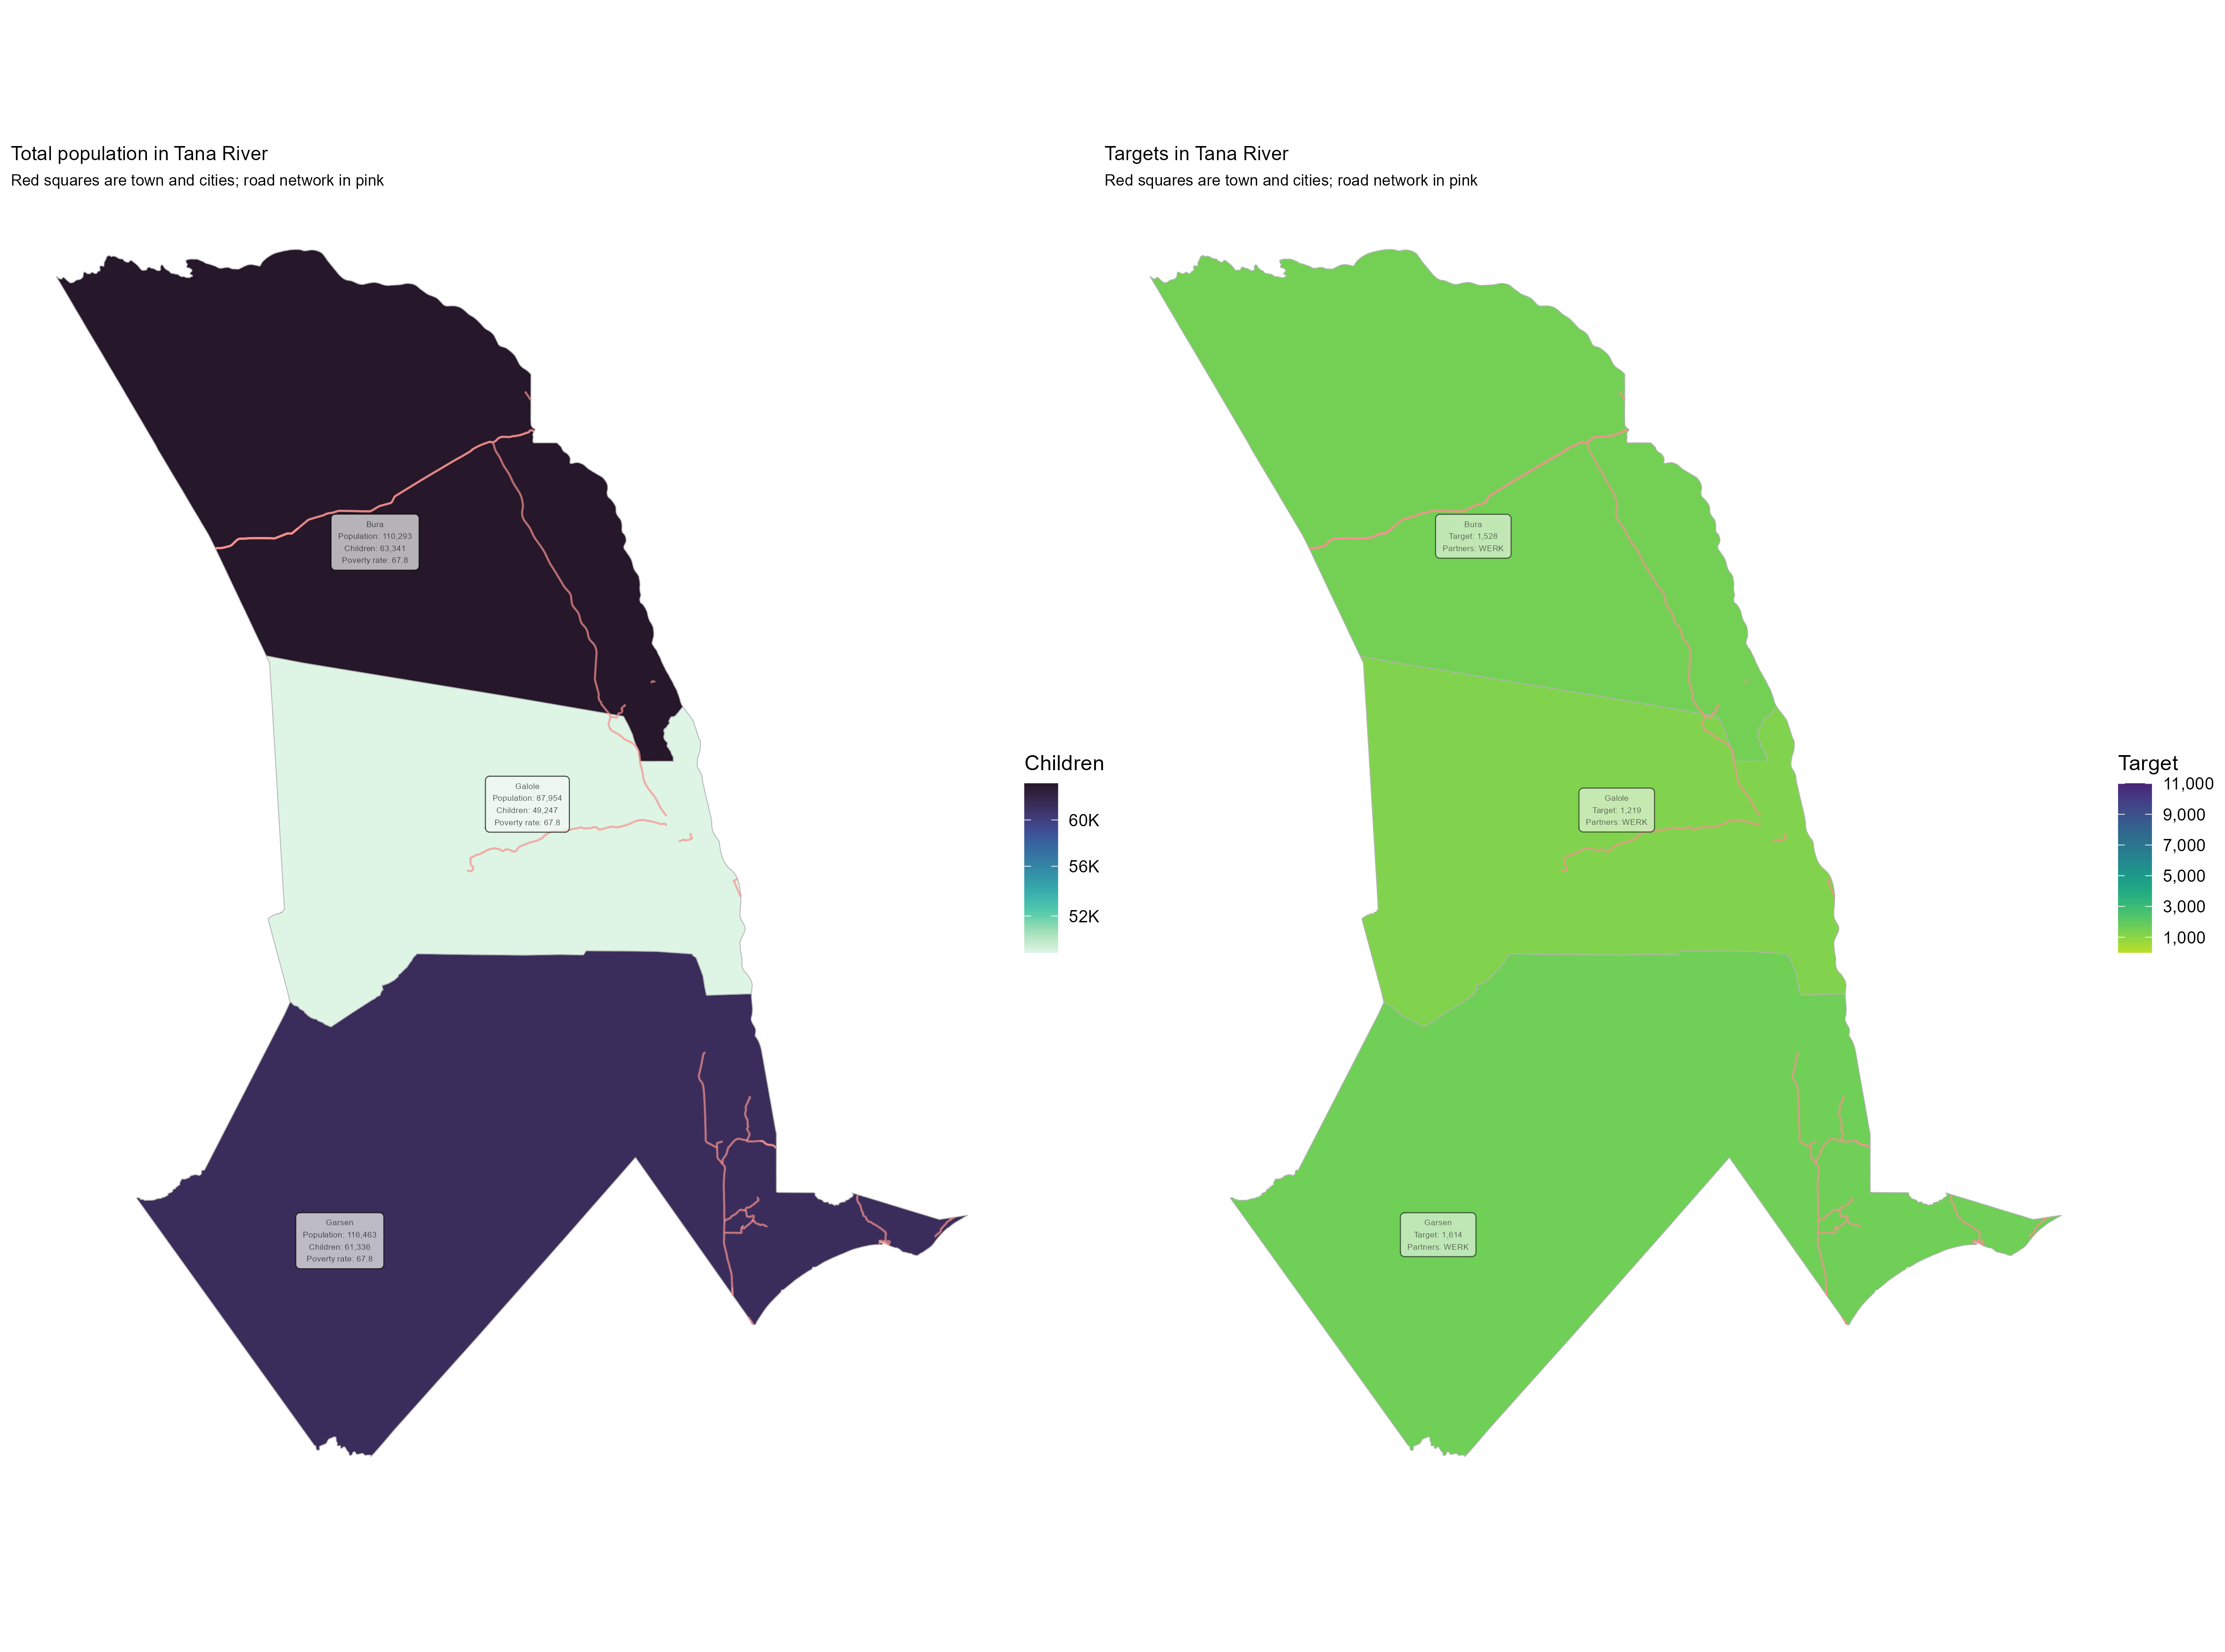 Total population in Tana River
Red squares are town and cities; road network in pink
Bura
Population: 110,293
Children: 63,341
Poverty rate: 67.8
Galole
Population: 87,954
Children: 49,247
Poverty rate: 67.8
Garsen
Population: 116,463
Children: 61,336
Poverty rate: 67.8
Children
60K
56K
52K
Targets in Tana River
Red squares are town and cities; road network in pink
Bura
Target: 1,528
Partners: WERK
Galole
Target: 1,219
Partners: WERK
Garsen
Target: 1,614
Partners: WERK
Target
11,000
9,000
7,000
5,000
3,000
1,000